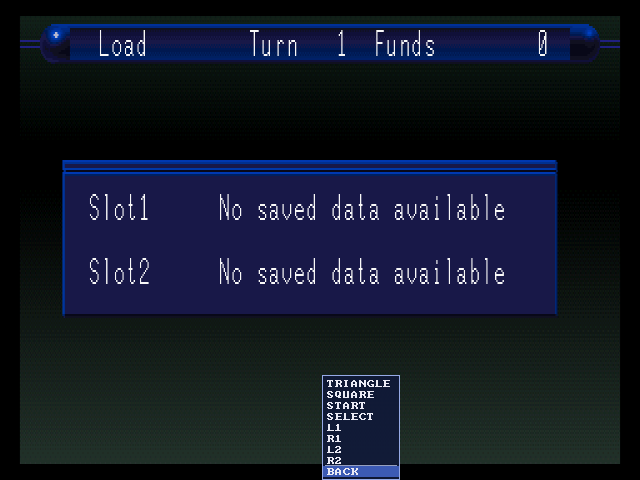 Load Turn 1 Funds 0
Slot1 No saved data available
Slot2 No saved data available
TRIANGLE
SQUARE
START
SELECT
L1
R1
L2
R2
BACK